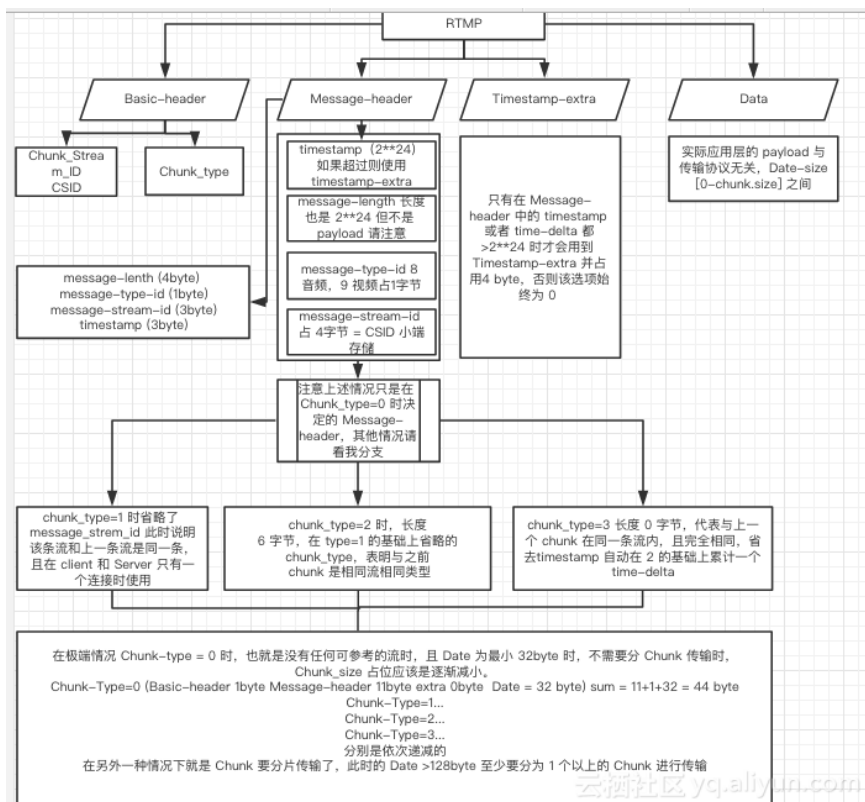 RTMP
Basic-header
Message-header
Timestamp-extra
Data
Chunk_Strea
m_ID
CSID
Chunk_type
timestamp（2**24）
如果超过则使用
timestamp-extra
message-length 长度
也是 2**24 但不是
payload 请注意
message-type-id 8
音频，9 视频占1字节
message-stream-id
占 4字节 = CSID 小端
存储
只有在 Message-
header 中的 timestamp
或者 time-delta 都
>2**24 时才会用到
Timestamp-extra 并占
用4 byte，否则该选项始
终为 0
实际应用层的 payload 与
传输协议无关，Date-size
[0-chunk.size] 之间
message-lenth (4byte)
message-type-id (1byte)
message-stream-id (3byte)
timestamp (3byte)
注意上述情况只是在
Chunk_type=0 时决
定的 Message-
header，其他情况请
看我分支
chunk_type=1 时省略了
message_strem_id 此时说明
该条流和上一条流是同一条，
且在 client 和 Server 只有一
个连接时使用
chunk_type=2 时，长度
6 字节，在 type=1 的基础上省略的
chunk_type，表明与之前
chunk 是相同流相同类型
chunk_type=3 长度 0 字节，代表与上一
个 chunk 在同一条流内，且完全相同，省
去timestamp 自动在 2 的基础上累计一个
time-delta
在极端情况 Chunk-type = 0 时，也就是没有任何可参考的流时，且 Date 为最小 32byte 时，不需要分 Chunk 传输时，
Chunk_size 占位应该是逐渐减小。
Chunk-Type=0 (Basic-header 1byte Message-header 11byte extra 0byte Date = 32 byte) sum = 11+1+32 = 44 byte
Chunk-Type=1...
Chunk-Type=2...
Chunk-Type=3...
分别是依次递减的
在另外一种情况下就是 Chunk 要分片传输了，此时的 Date >128byte 至少要分为 1 个以上的 Chunk 进行传输
云栖社区 yq.aliyun.com